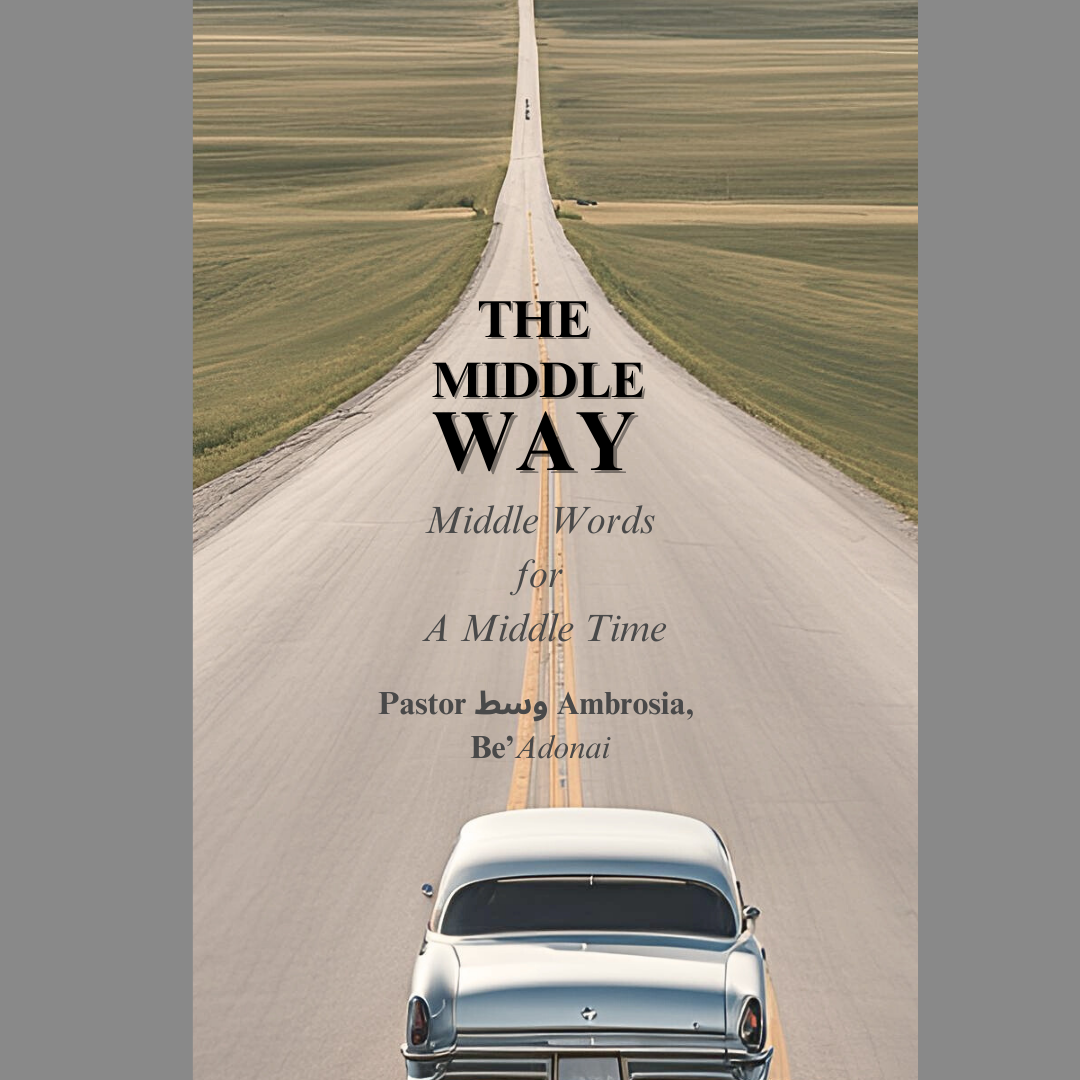 THE
MIDDLE
WAY
Middle Words
for
A Middle Time
Pastor وسط Ambrosia,
Be’Adonai